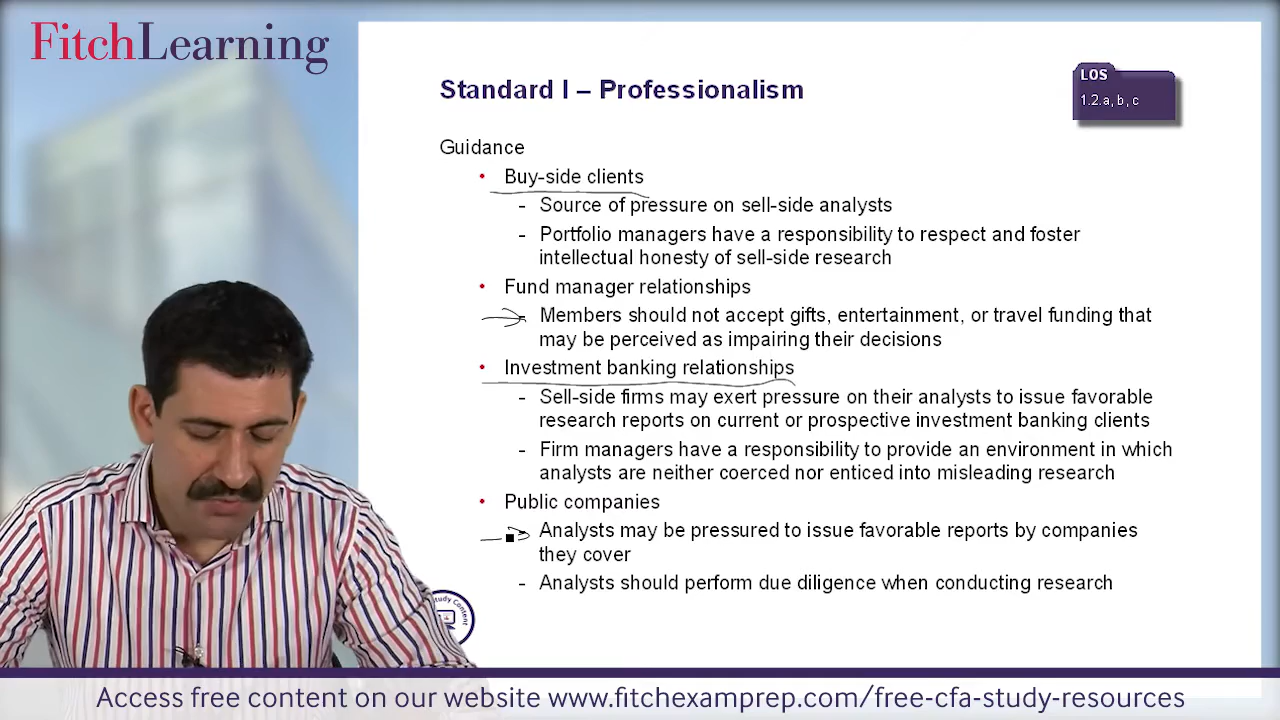 FitchLearning
Standard I – Professionalism
LOS
1.2.a, b, c
Guidance
• Buy-side clients
- Source of pressure on sell-side analysts
- Portfolio managers have a responsibility to respect and foster
intellectual honesty of sell-side research
• Fund manager relationships
- Members should not accept gifts, entertainment, or travel funding that
may be perceived as impairing their decisions
• Investment banking relationships
- Sell-side firms may exert pressure on their analysts to issue favorable
research reports on current or prospective investment banking clients
- Firm managers have a responsibility to provide an environment in which
analysts are neither coerced nor enticed into misleading research
• Public companies
- Analysts may be pressured to issue favorable reports by companies
they cover
- Analysts should perform due diligence when conducting research
Study Content
Access free content on our website www.fitchexamprep.com/free-cfa-study-resources